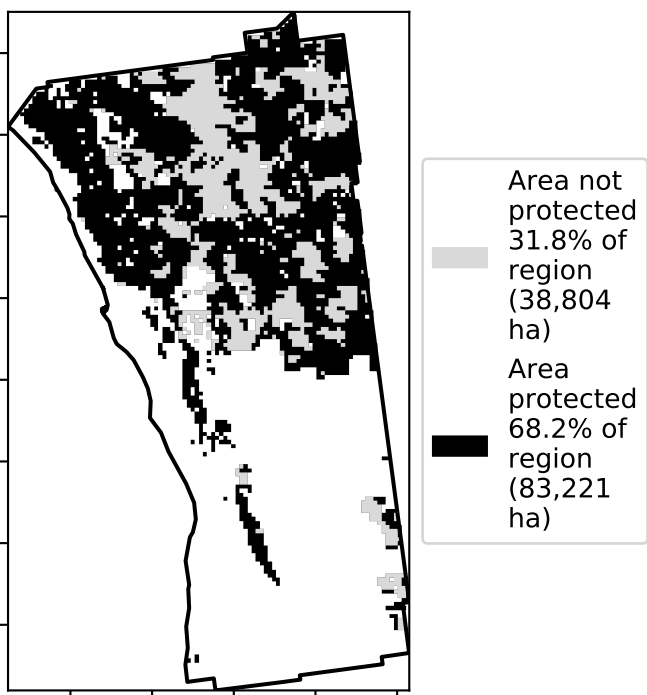 Area not
protected
31.8% of
region
(38,804
ha)
Area
protected
68.2% of
region
(83,221
ha)